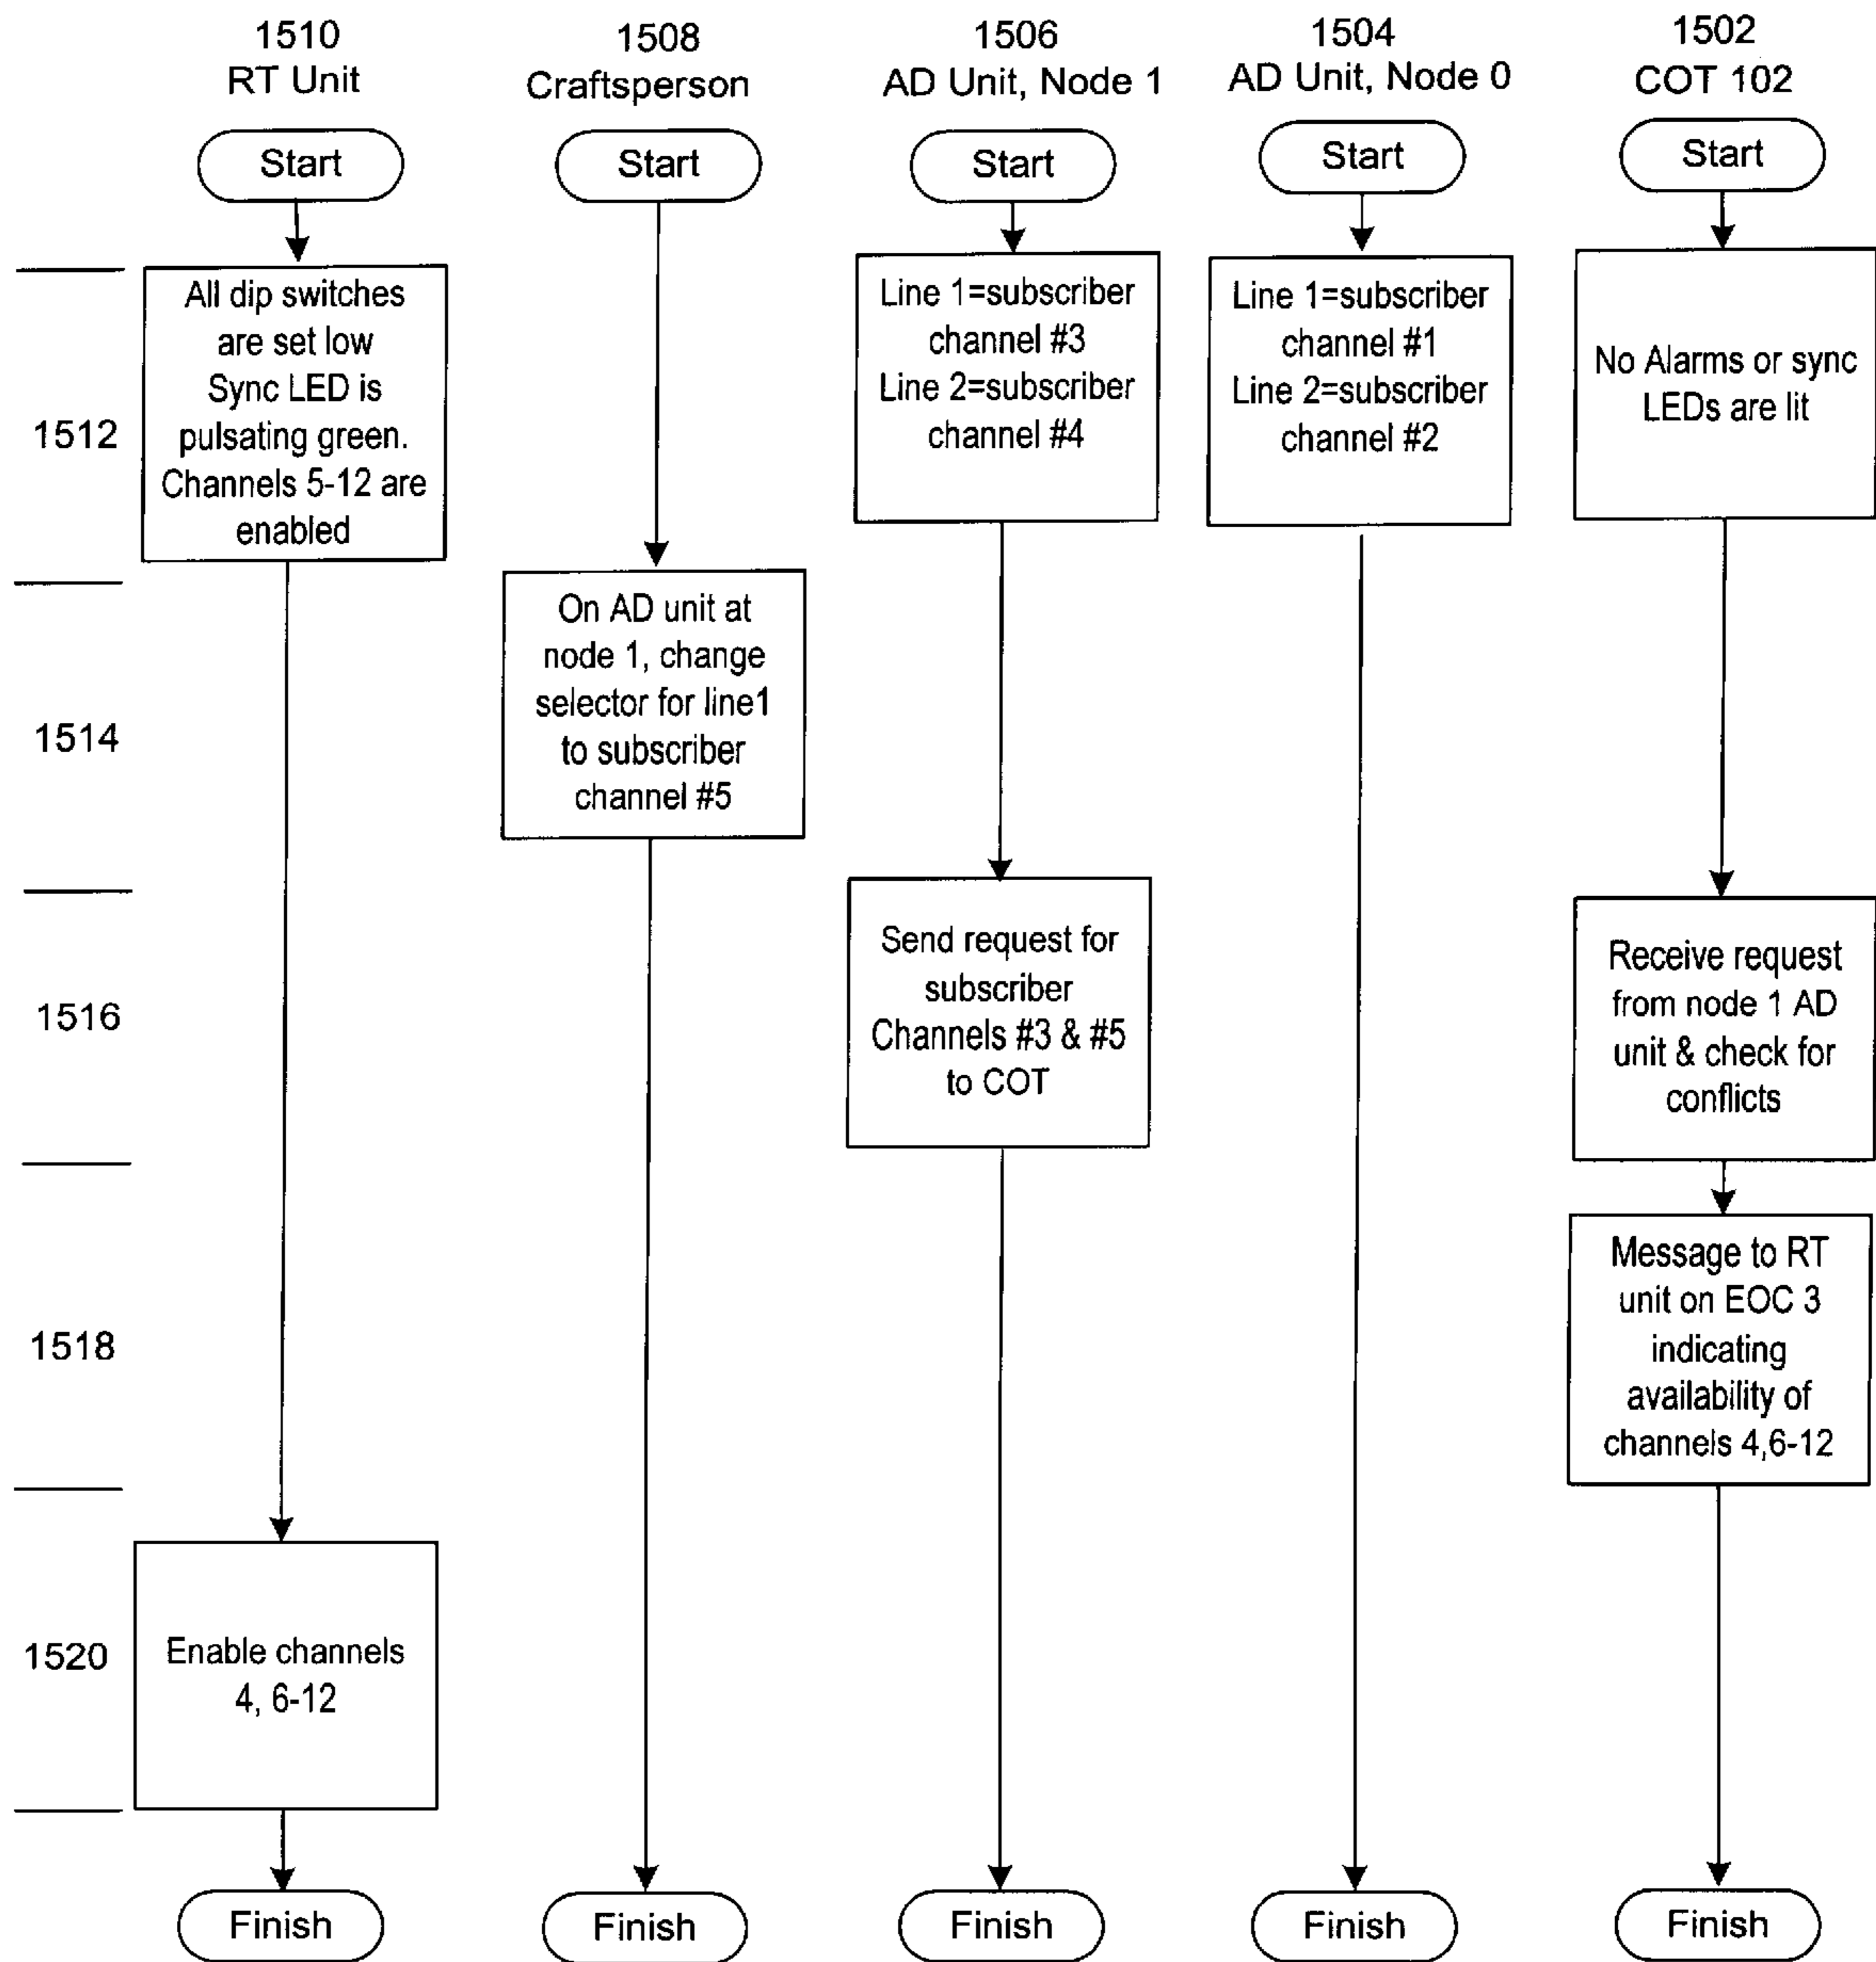 1510
RT Unit
1508
Craftsperson
1506
AD Unit, Node 1
1504
AD Unit, Node 0
1502
COT 102
Start
Start
Start
Start
Start
1512
All dip switches
are set low
Sync LED is
pulsating green.
Channels 5-12 are
enabled
Line 1=subscriber
channel #3
Line 2=subscriber
channel #4
Line 1=subscriber
channel #1
Line 2=subscriber
channel #2
No Alarms or sync
LEDs are lit
1514
On AD unit at
node 1, change
selector for line1
to subscriber
channel #5
1516
Send request for
subscriber
Channels #3 & #5
to COT
Receive request
from node 1 AD
unit & check for
conflicts
1518
Message to RT
unit on EOC 3
indicating
availability of
channels 4,6-12
1520
Enable channels
4, 6-12
Finish
Finish
Finish
Finish
Finish